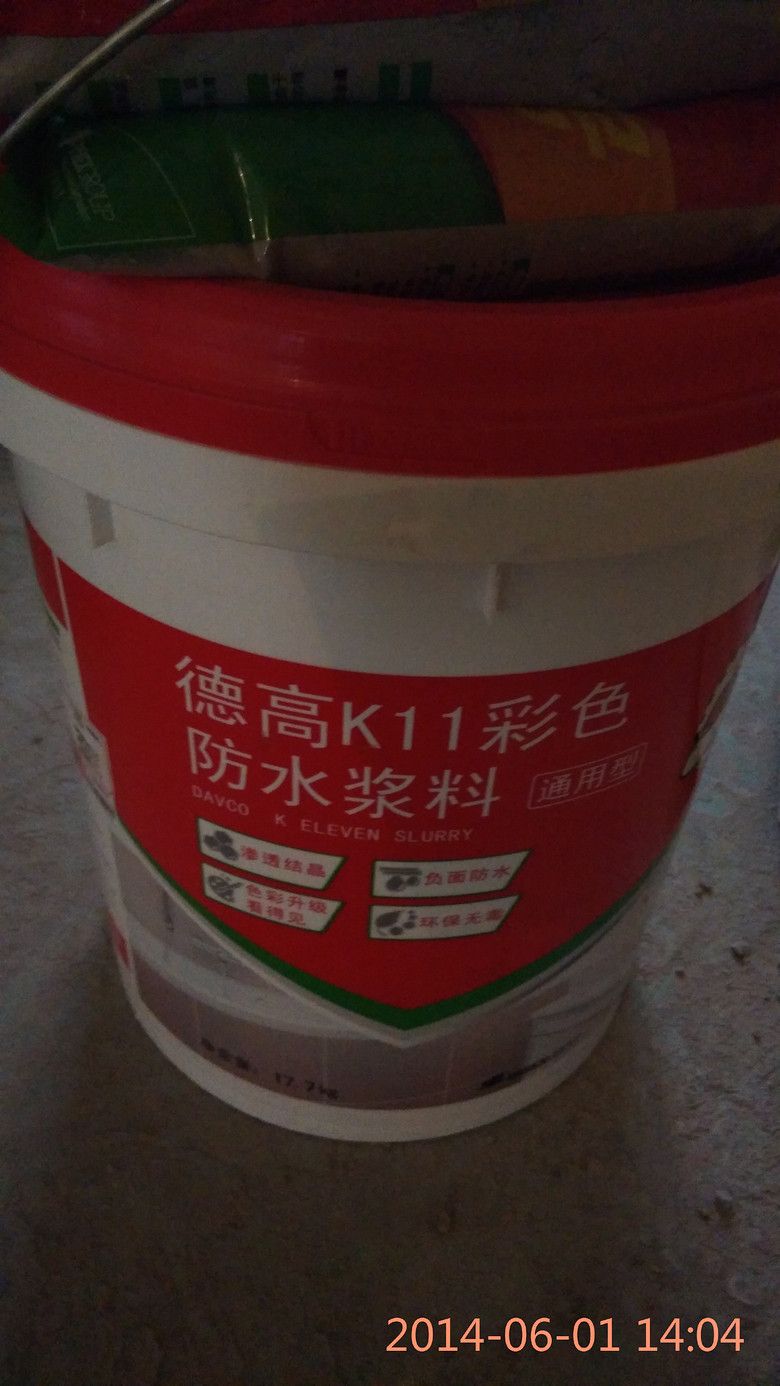 德高K11彩色
防水浆料 通用型
DAVCO K ELEVEN SLURRY
渗透结晶 负面防水
色彩升级
看得见
环保无毒
17.7kg
2014-06-01 14:04